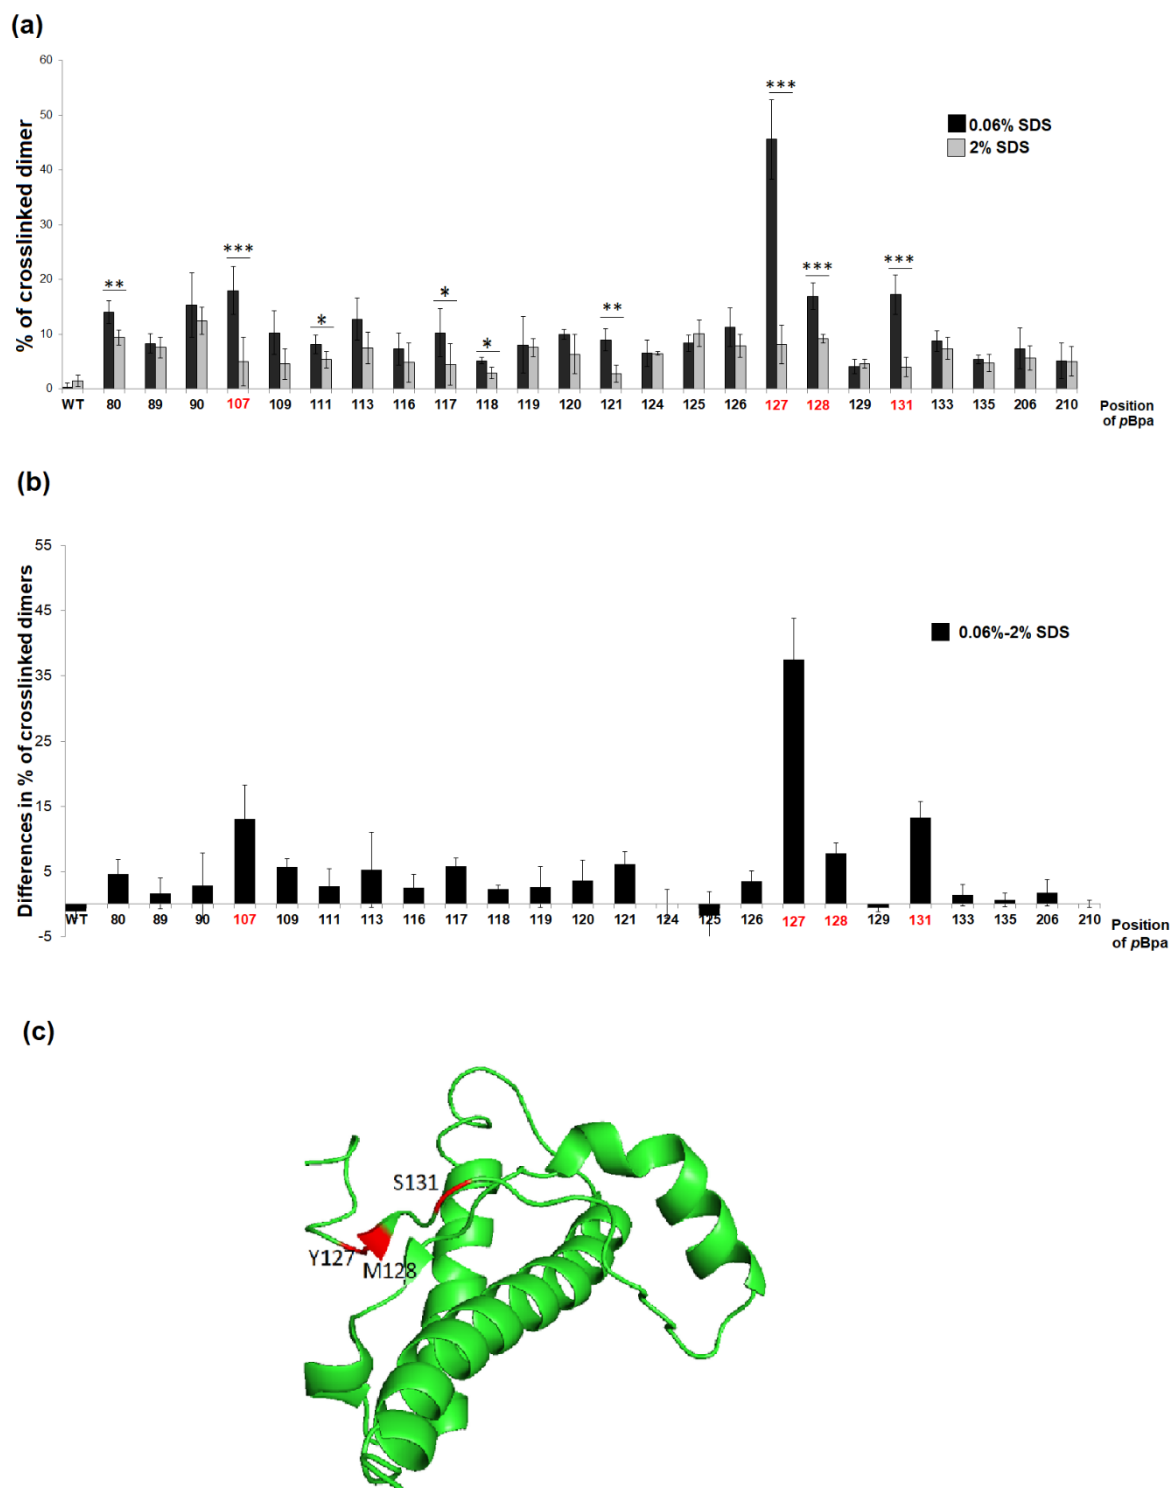 (a)
60
50
40
30
20
10
0
% of crosslinked dimer
*** 
** *** * * * ** *** ***
0.06% SDS
2% SDS
WT 80 89 90 107 109 111 113 116 117 118 119 120 121 124 125 126 127 128 129 131 133 135 206 210
Position
of pBpa
(b)
55
45
35
25
15
5
-5
Differences in % of crosslinked dimers
0.06%-2% SDS
WT 80 89 90 107 109 111 113 116 117 118 119 120 121 124 125 126 127 128 129 131 133 135 206 210
Position
of pBpa
(c)
S131
Y127
M128